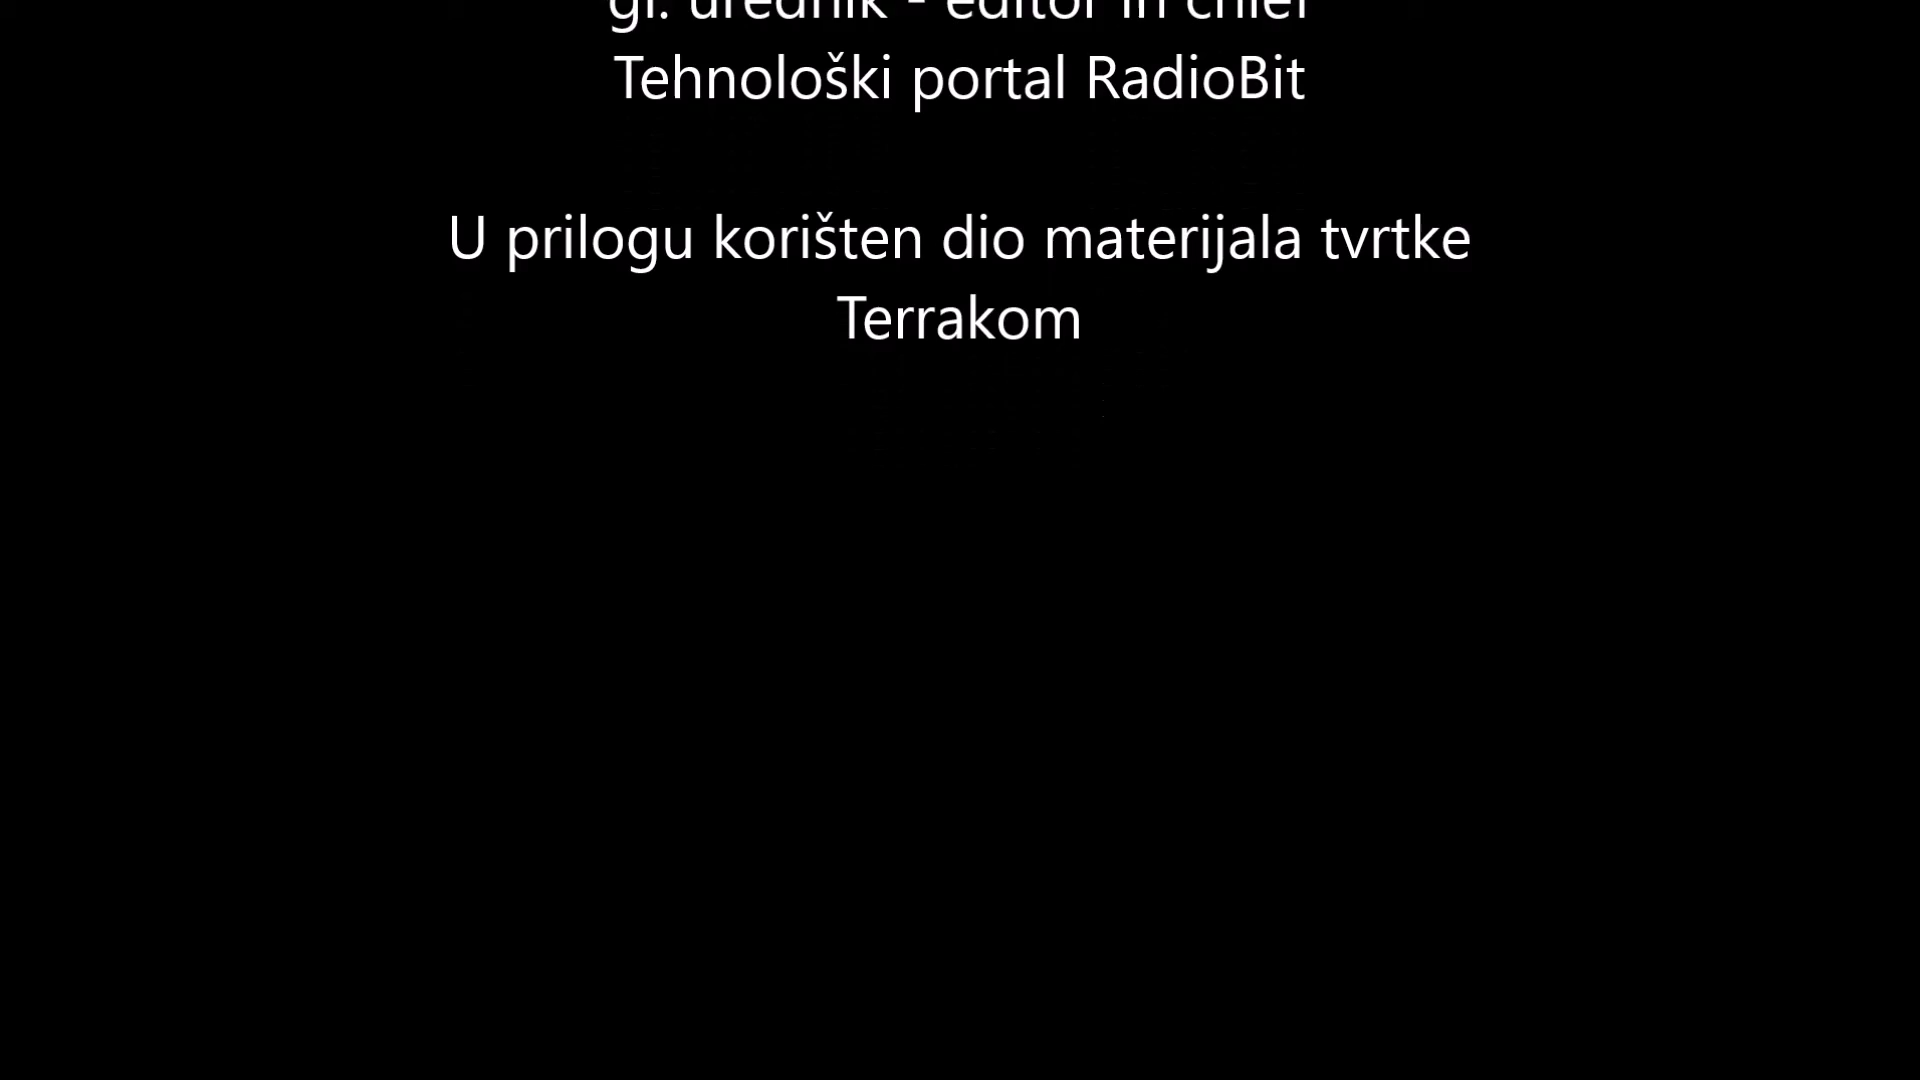 gl. urednik - editor in chief
Tehnološki portal RadioBit
U prilogu korišten dio materijala tvrtke
Terrakom